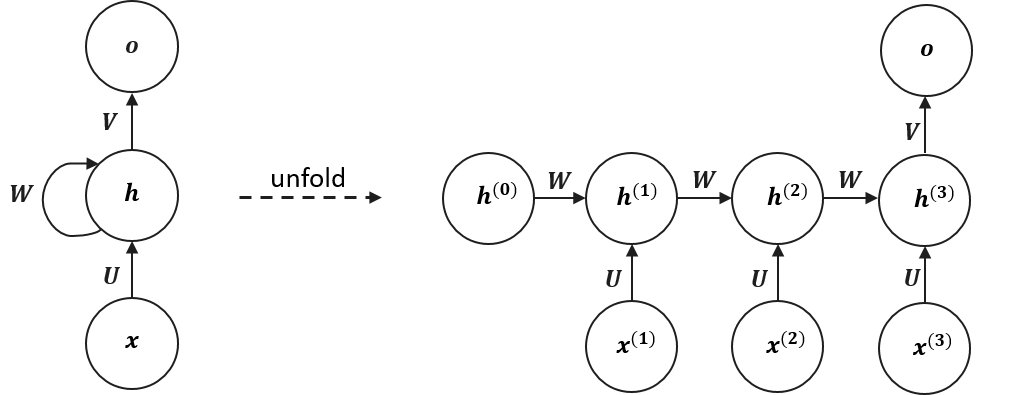 o
o
V
V
W
h
unfold
h(0)
W
h(1)
W
h(2)
W
h(3)
U
U
U
U
x
x(1)
x(2)
x(3)